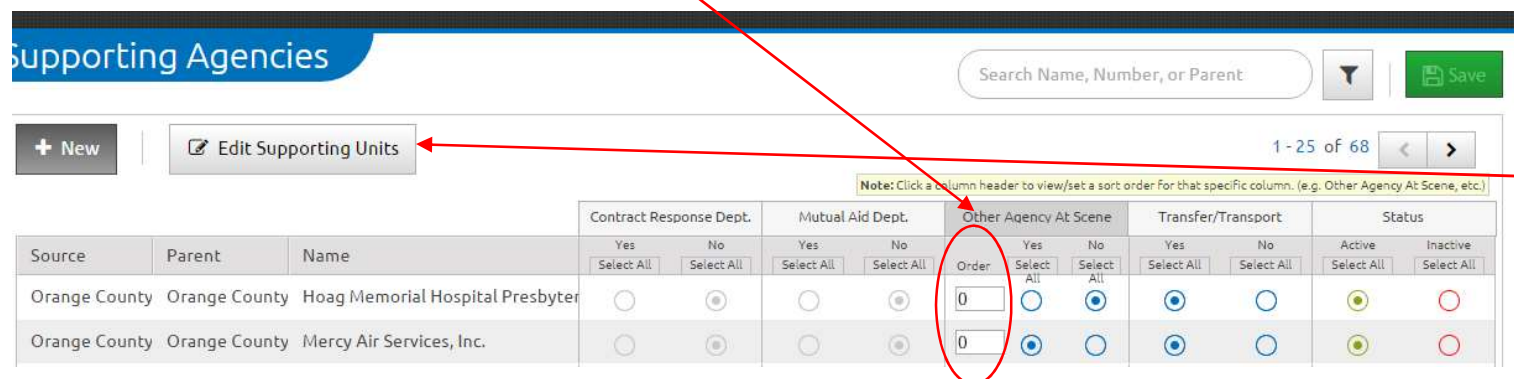 Supporting Agencies
Search Name, Number, or Parent
Save
New
Edit Supporting Units
1 - 25 of 68
Note: Click a column header to view/set a sort order for that specific column. (e.g. Other Agency At Scene, etc.)
Contract Response Dept. Mutual Aid Dept. Other Agency At Scene Transfer/Transport Status
Source Parent Name Yes No Yes No Order Yes No Yes No Active Inactive
Select All Select All Select All Select All Select All Select All Select All Select All Select All Select All
Orange County Orange County Hoag Memorial Hospital Presbyter 0
Orange County Orange County Mercy Air Services, Inc. 0